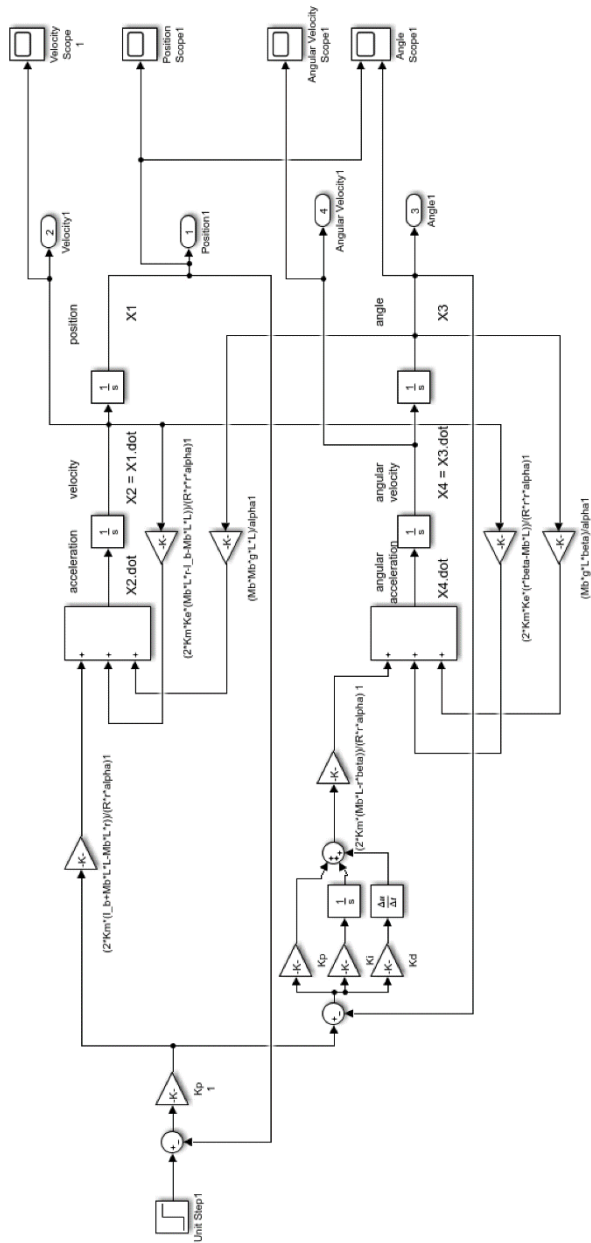 Unit Step1
+
-
-K-
Kp
1
-K-
(2*Km*(I_b+Mb*L*L-Mb*L*r))/(R*r*alpha)1
+
+
+
acceleration
X2.dot
1
s
velocity
X2 = X1.dot
1
s
position
X1
2
Velocity1
1
Position1
Velocity
Scope
1
Position
Scope1
-K-
(2*Km*Ke*(Mb*L*r-I_b-Mb*L*L))/(R*r*r*alpha)1
-K-
(Mb*Mb*g*L*L)/alpha1
+
-
-K-
Kp
-K-
Ki
-K-
Kd
1
s
Δu
Δt
+
+
+
-K-
(2*Km*(Mb*L-r*beta))/(R*r*alpha) 1
+
+
+
angular
acceleration
X4.dot
1
s
angular
velocity
X4 = X3.dot
1
s
angle
X3
4
Angular Velocity1
3
Angle1
Angular Velocity
Scope1
Angle
Scope1
-K-
(2*Km*Ke*(r*beta-Mb*L))/(R*r*r*alpha)1
-K-
(Mb*g*L*beta)/alpha1